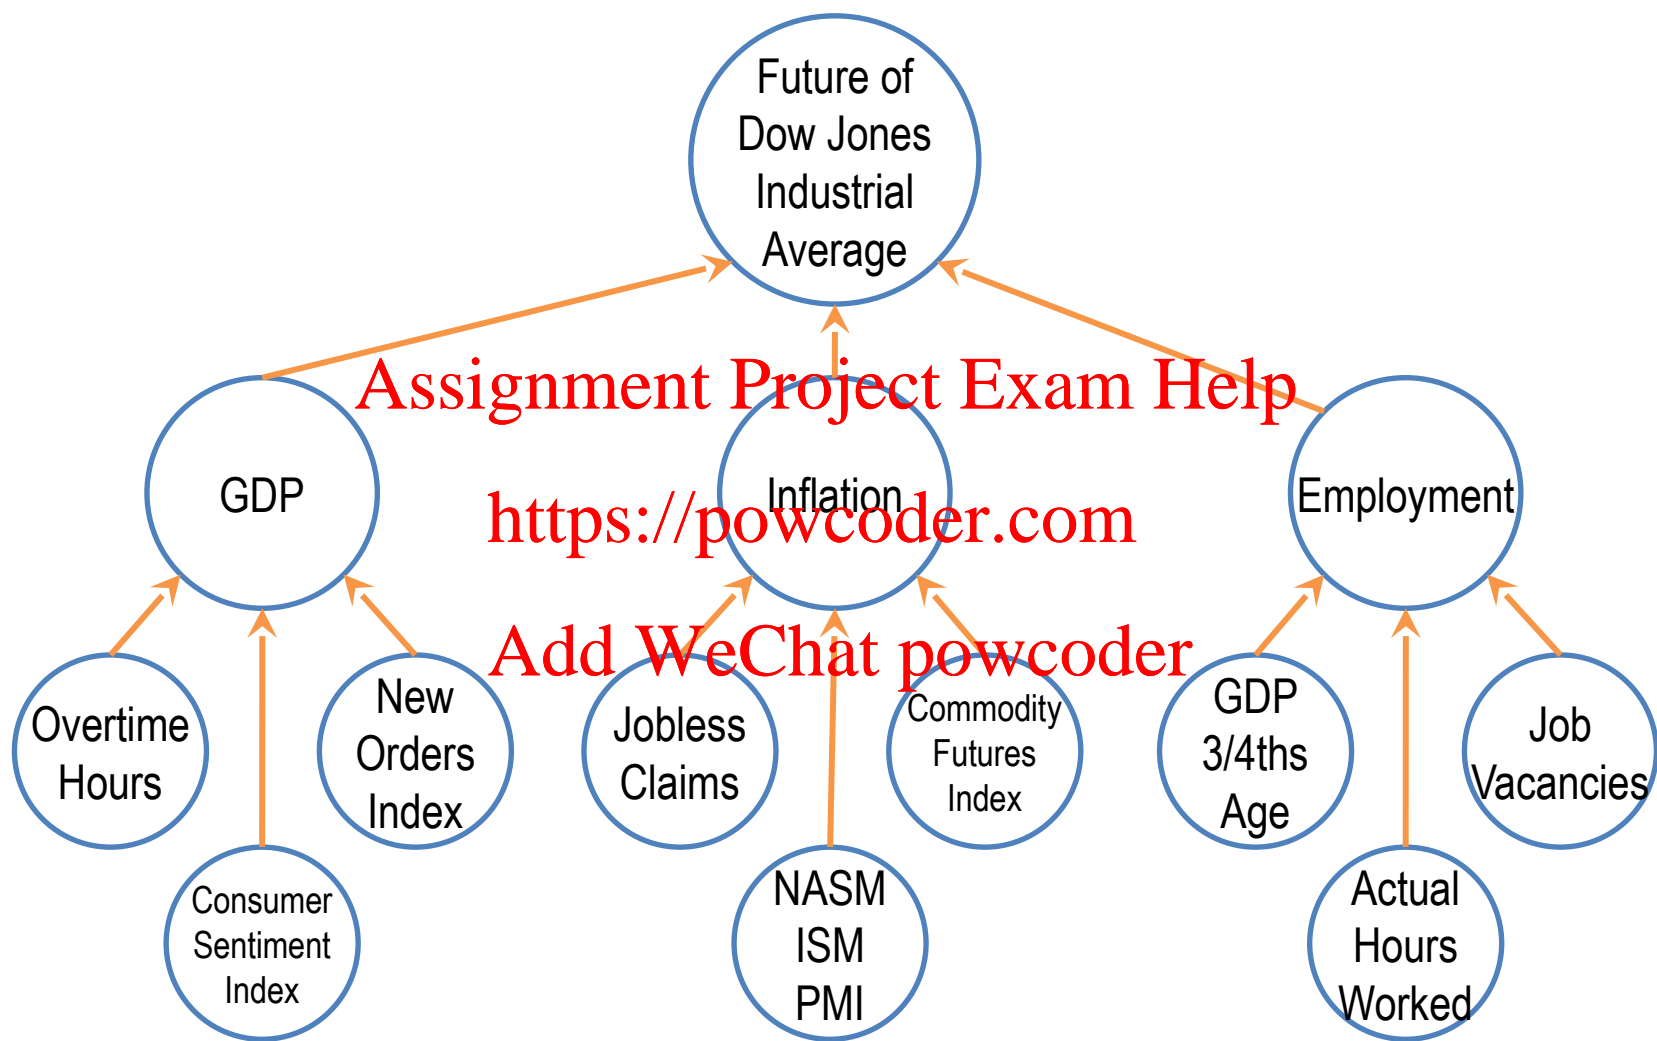 Future of
Dow Jones
Industrial
Average
Assignment Project Exam Help
GDP
Inflation
Employment
https://powcoder.com
Add WeChat powcoder
Overtime
Hours
New
Orders
Index
Jobless
Claims
Commodity
Futures
Index
GDP
3/4ths
Age
Job
Vacancies
Consumer
Sentiment
Index
NASM
ISM
PMI
Actual
Hours
Worked